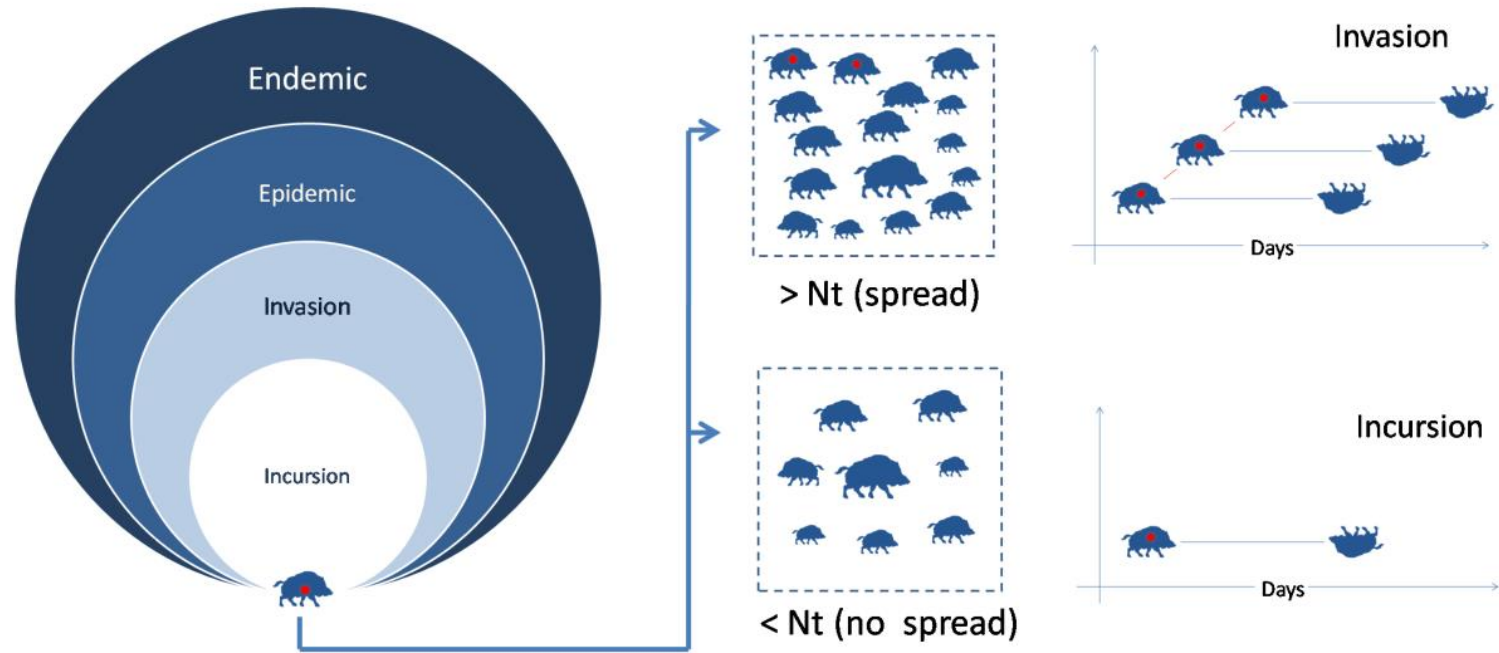 Endemic
Epidemic
Invasion
Incursion
> Nt (spread)
< Nt (no spread)
Invasion
Days
Incursion
Days